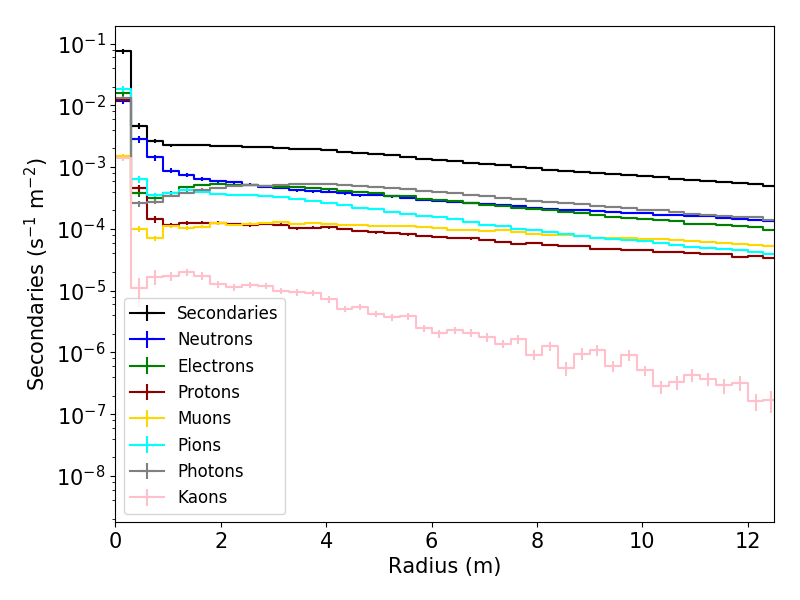 10⁻¹
10⁻²
10⁻³
10⁻⁴
10⁻⁵
10⁻⁶
10⁻⁷
10⁻⁸
Secondaries (s⁻¹ m⁻²)
Secondaries
Neutrons
Electrons
Protons
Muons
Pions
Photons
Kaons
0 2 4 6 8 10 12
Radius (m)